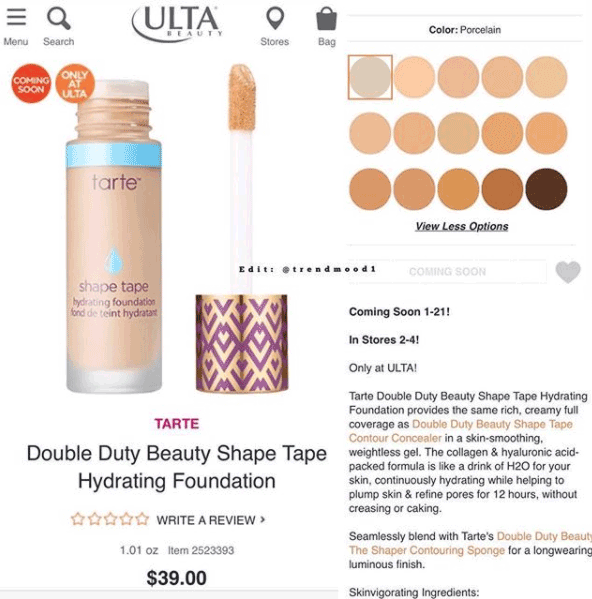 ULTA
BEAUTY
Menu
Search
Stores
Bag
COMING
SOON
ONLY
AT
ULTA
tarte™
shape tape
hydrating foundation
fond de teint hydratant
Edit: @trendmood1
TARTE
Double Duty Beauty Shape Tape
Hydrating Foundation
WRITE A REVIEW >
1.01 oz Item 2523393
$39.00
Color: Porcelain
View Less Options
COMING SOON
Coming Soon 1-21!
In Stores 2-4!
Only at ULTA!
Tarte Double Duty Beauty Shape Tape Hydrating
Foundation provides the same rich, creamy full
coverage as Double Duty Beauty Shape Tape
Contour Concealer in a skin-smoothing,
weightless gel. The collagen & hyaluronic acid-
packed formula is like a drink of H2O for your
skin, continuously hydrating while helping to
plump skin & refine pores for 12 hours, without
creasing or caking.
Seamlessly blend with Tarte's Double Duty Beauty
The Shaper Contouring Sponge for a longwearing
luminous finish.
Skinvigorating Ingredients: